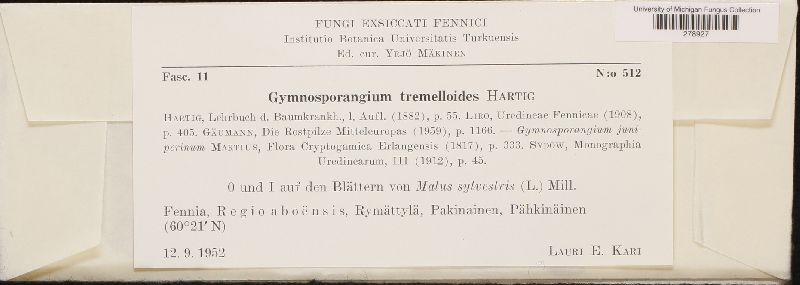 University of Michigan Fungus Collection
278927
FUNGI EXSICCATI FENNICI
Institutio Botanica Universitatis Turkuensis
Ed. cur. YRJÖ MÄKINEN
Fasc. 11
N:o 512
Gymnosporangium tremelloides HARTIG
HARTIG, Lehrbuch d. Baumkrankh., 1, Aufl. (1882), p. 55. LIRO, Uredineae Fennicae (1908),
p. 405. GÄUMANN, Die Rostpilze Mitteleuropas (1959), p. 1166. — Gymnosporangium juni
perinum MARTIUS, Flora Cryptogamica Erlangensis (1817), p. 333. SYDOW, Monographia
Uredinearum, III (1912), p. 45.
0 und I auf den Blättern von Malus sylvestris (L.) Mill.
Fennia, Regio aboënsis, Rymättylä, Pakinainen, Pähkinäinen
(60°21′ N)
12. 9. 1952
LAURI E. KARI